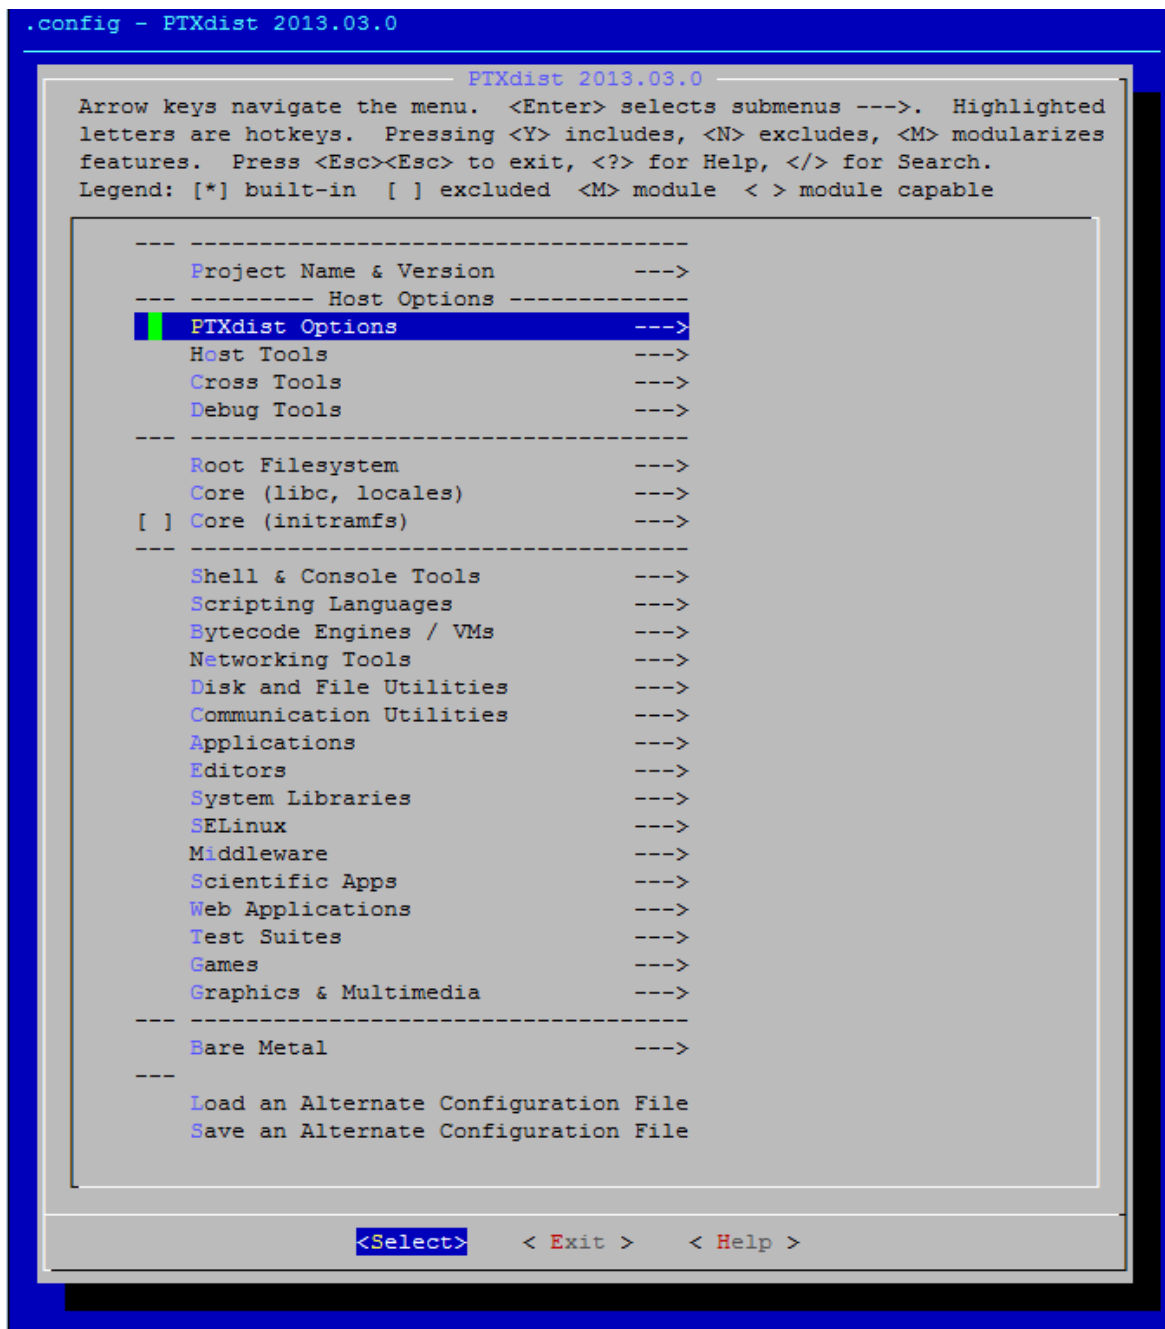 .config - PTXdist 2013.03.0
PTXdist 2013.03.0
Arrow keys navigate the menu.  <Enter> selects submenus --->.  Highlighted
letters are hotkeys.  Pressing <Y> includes, <N> excludes, <M> modularizes
features.  Press <Esc><Esc> to exit, <?> for Help, </> for Search.
Legend: [*] built-in  [ ] excluded  <M> module  < > module capable
--- ------------------------------------
Project Name & Version          --->
--- --------- Host Options -------------
PTXdist Options                 --->
Host Tools                      --->
Cross Tools                     --->
Debug Tools                     --->
--- ------------------------------------
Root Filesystem                 --->
Core (libc, locales)            --->
[ ] Core (initramfs)                --->
--- ------------------------------------
Shell & Console Tools           --->
Scripting Languages             --->
Bytecode Engines / VMs          --->
Networking Tools                --->
Disk and File Utilities         --->
Communication Utilities         --->
Applications                    --->
Editors                         --->
System Libraries                --->
SELinux                         --->
Middleware                      --->
Scientific Apps                 --->
Web Applications                --->
Test Suites                     --->
Games                           --->
Graphics & Multimedia           --->
--- ------------------------------------
Bare Metal                      --->
---
Load an Alternate Configuration File
Save an Alternate Configuration File
<Select>    < Exit >    < Help >